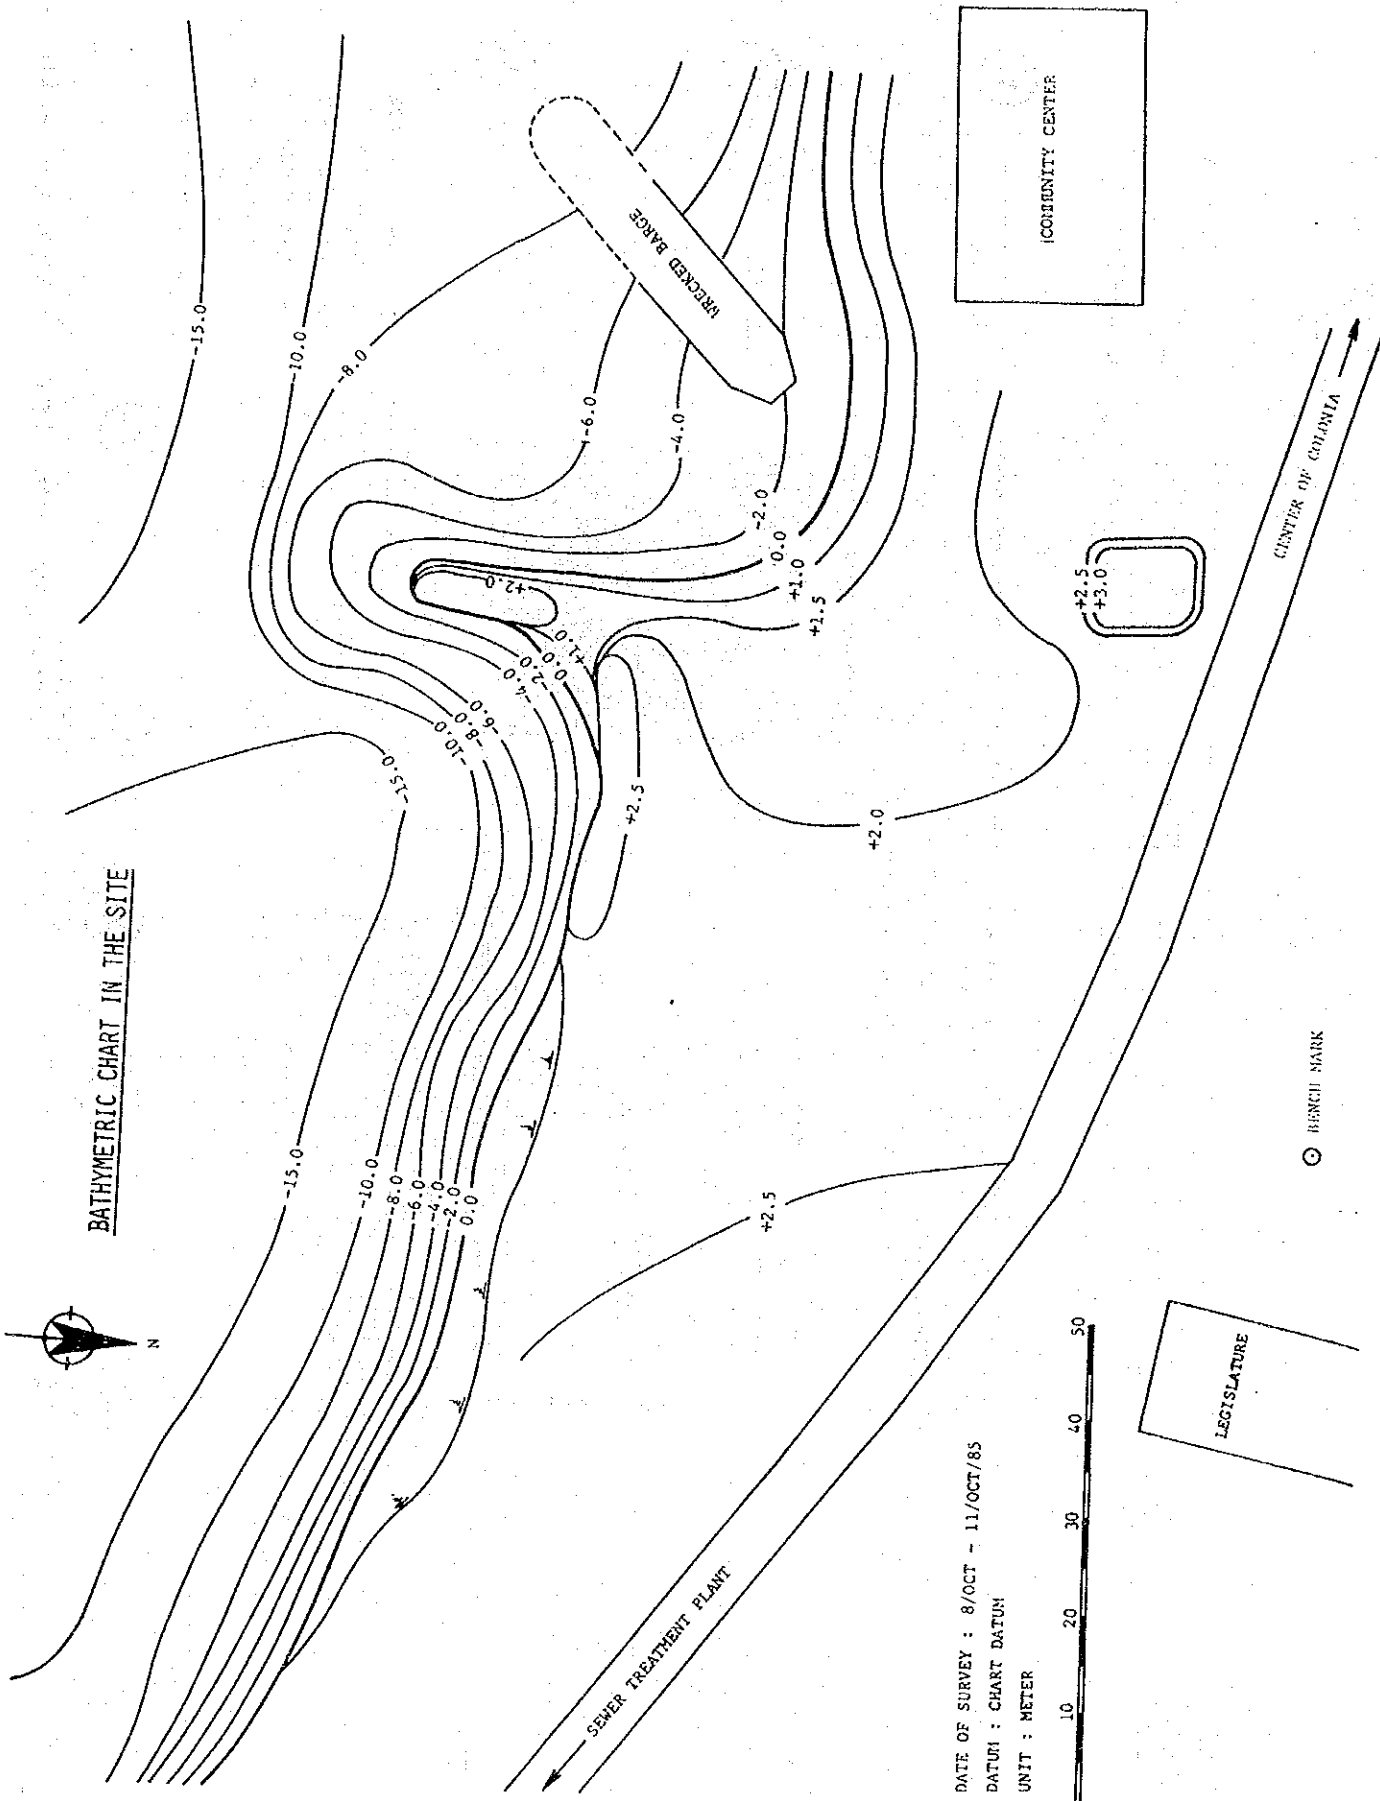 BATHYMETRIC CHART IN THE SITE
N
-15.0
-10.0
-8.0
-6.0
-4.0
-2.0
0.0
-15.0
-10.0
-8.0
-6.0
-4.0
-2.0
0.0
+1.0
+2.0
-15.0
-10.0
-8.0
-6.0
-4.0
-2.0
0.0
+1.0
+1.5
WRECKED BARGE
COMMUNITY CENTER
+2.5
+2.0
+2.5
+2.5
+3.0
CENTER OF COLONIA
SEWER TREATMENT PLANT
BENCH MARK
LEGISLATURE
DATE OF SURVEY : 8/OCT - 11/OCT/85
DATUM : CHART DATUM
UNIT : METER
10 20 30 40 50